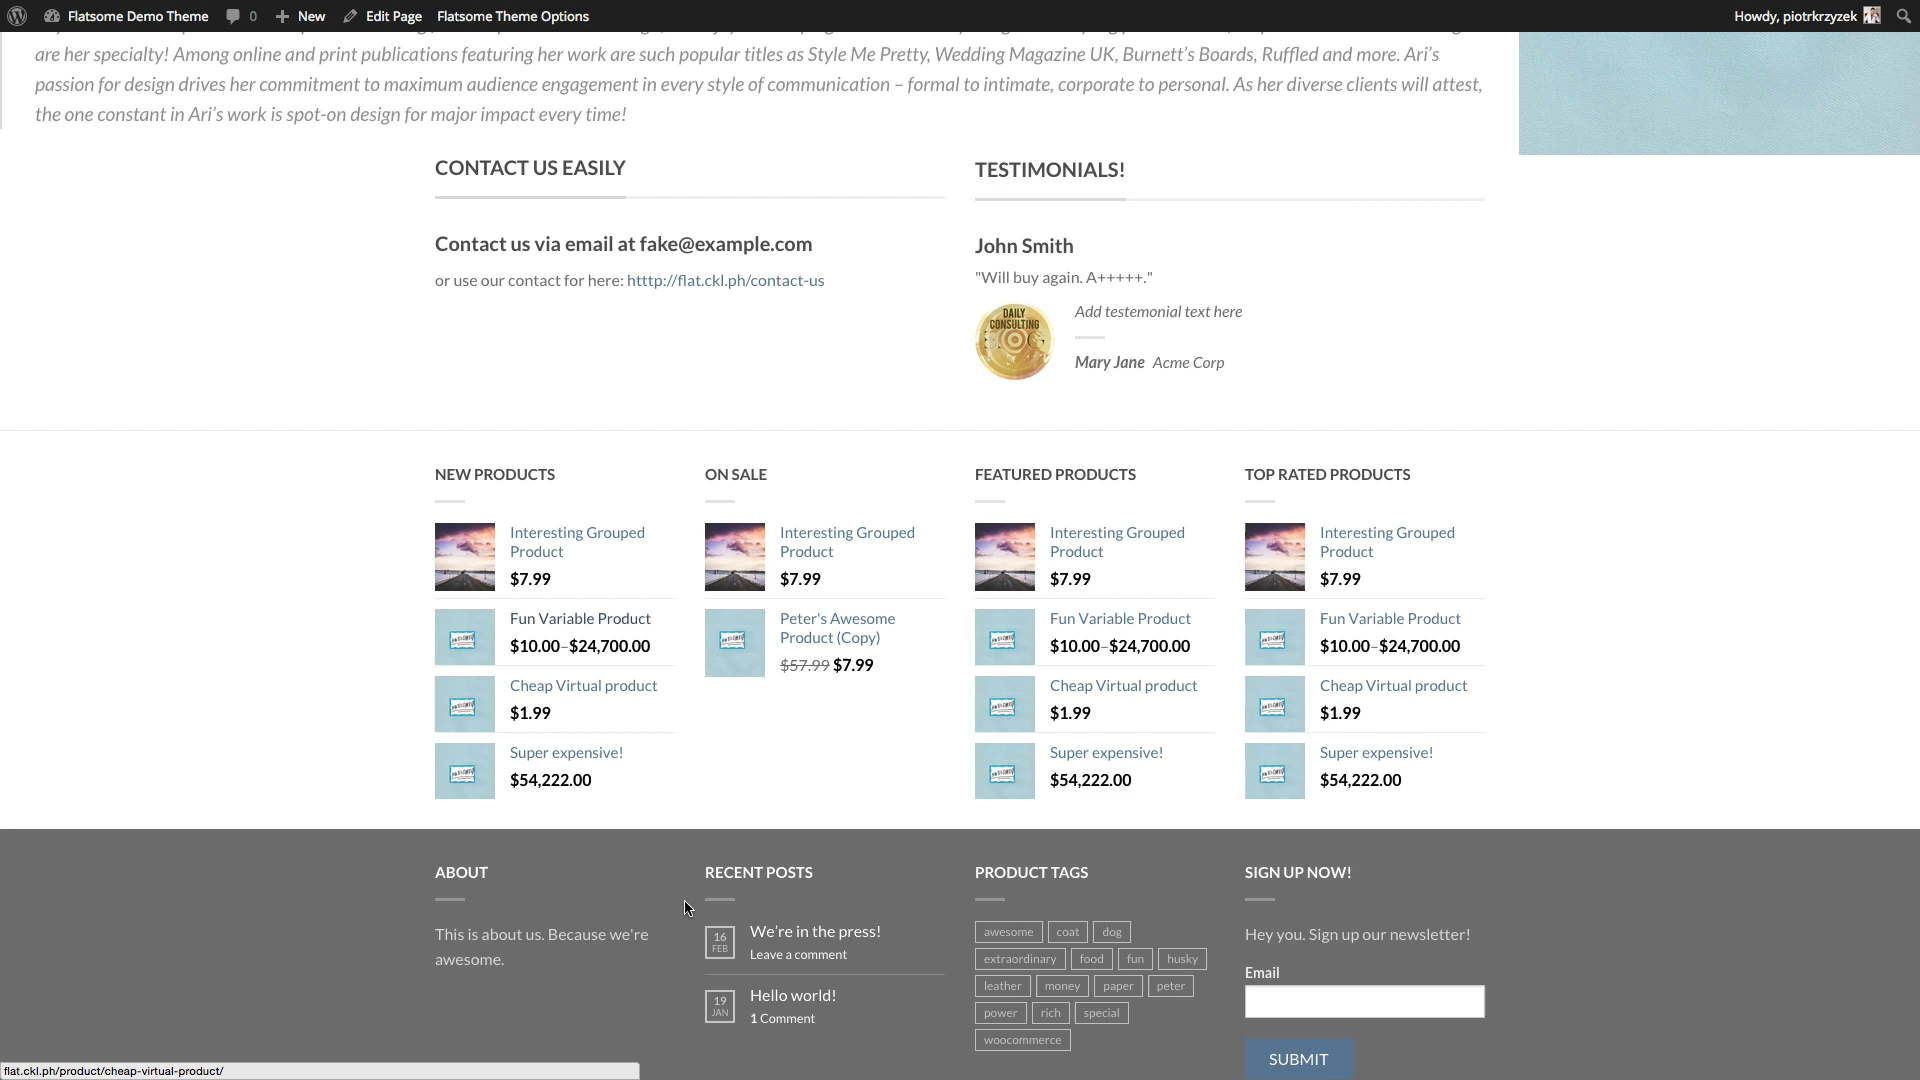 Flatsome Demo Theme 0 New Edit Page Flatsome Theme Options Howdy, piotrkrzyzek
are her specialty! Among online and print publications featuring her work are such popular titles as Style Me Pretty, Wedding Magazine UK, Burnett's Boards, Ruffled and more. Ari's
passion for design drives her commitment to maximum audience engagement in every style of communication – formal to intimate, corporate to personal. As her diverse clients will attest,
the one constant in Ari's work is spot-on design for major impact every time!
CONTACT US EASILY
Contact us via email at fake@example.com
or use our contact for here: htttp://flat.ckl.ph/contact-us
TESTIMONIALS!
John Smith
"Will buy again. A+++++."
DAILY
CONSULTING
Add testemonial text here
Mary Jane Acme Corp
NEW PRODUCTS
Interesting Grouped
Product
$7.99
Fun Variable Product
$10.00–$24,700.00
Cheap Virtual product
$1.99
Super expensive!
$54,222.00
ON SALE
Interesting Grouped
Product
$7.99
Peter's Awesome
Product (Copy)
$57.99 $7.99
FEATURED PRODUCTS
Interesting Grouped
Product
$7.99
Fun Variable Product
$10.00–$24,700.00
Cheap Virtual product
$1.99
Super expensive!
$54,222.00
TOP RATED PRODUCTS
Interesting Grouped
Product
$7.99
Fun Variable Product
$10.00–$24,700.00
Cheap Virtual product
$1.99
Super expensive!
$54,222.00
ABOUT
This is about us. Because we're
awesome.
RECENT POSTS
16
FEB
We're in the press!
Leave a comment
19
JAN
Hello world!
1 Comment
PRODUCT TAGS
awesome coat dog
extraordinary food fun husky
leather money paper peter
power rich special
woocommerce
SIGN UP NOW!
Hey you. Sign up our newsletter!
Email
SUBMIT
flat.ckl.ph/product/cheap-virtual-product/